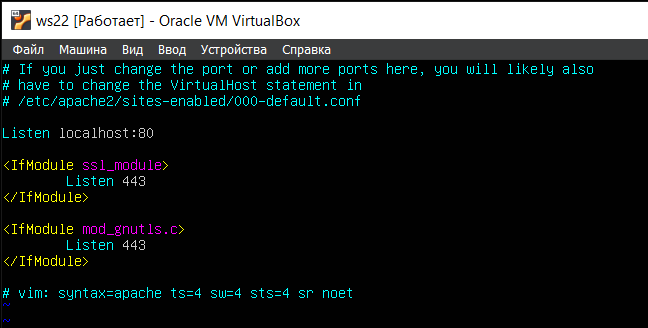 ws22 [Работает] - Oracle VM VirtualBox
Файл Машина Вид Ввод Устройства Справка
# If you just change the port or add more ports here, you will likely also
# have to change the VirtualHost statement in
# /etc/apache2/sites-enabled/000-default.conf
Listen localhost:80
<IfModule ssl_module>
Listen 443
</IfModule>
<IfModule mod_gnutls.c>
Listen 443
</IfModule>
# vim: syntax=apache ts=4 sw=4 sts=4 sr noet
~
~